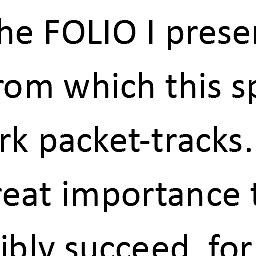 he FOLIO I presen
rom which this sp
rk packet-tracks.
reat importance t
ibly succeed, for